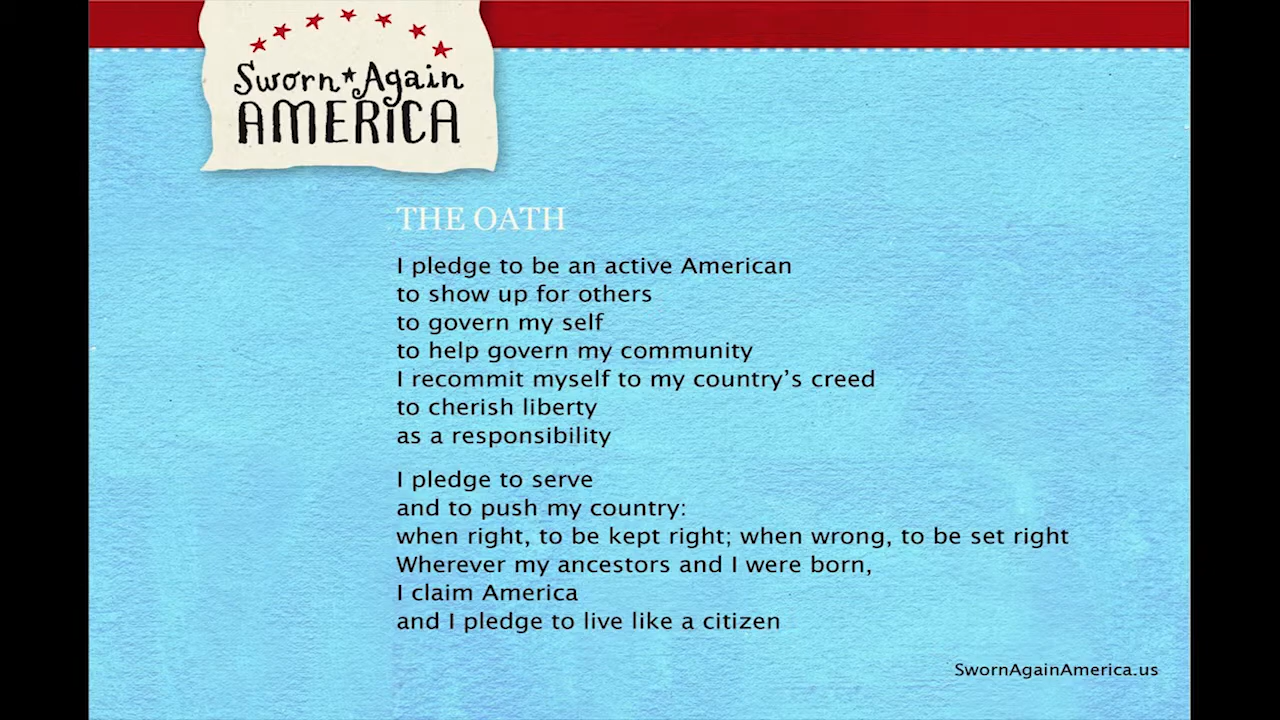 Sworn★Again
AMERICA
THE OATH
I pledge to be an active American
to show up for others
to govern my self
to help govern my community
I recommit myself to my country’s creed
to cherish liberty
as a responsibility
I pledge to serve
and to push my country:
when right, to be kept right; when wrong, to be set right
Wherever my ancestors and I were born,
I claim America
and I pledge to live like a citizen
SwornAgainAmerica.us